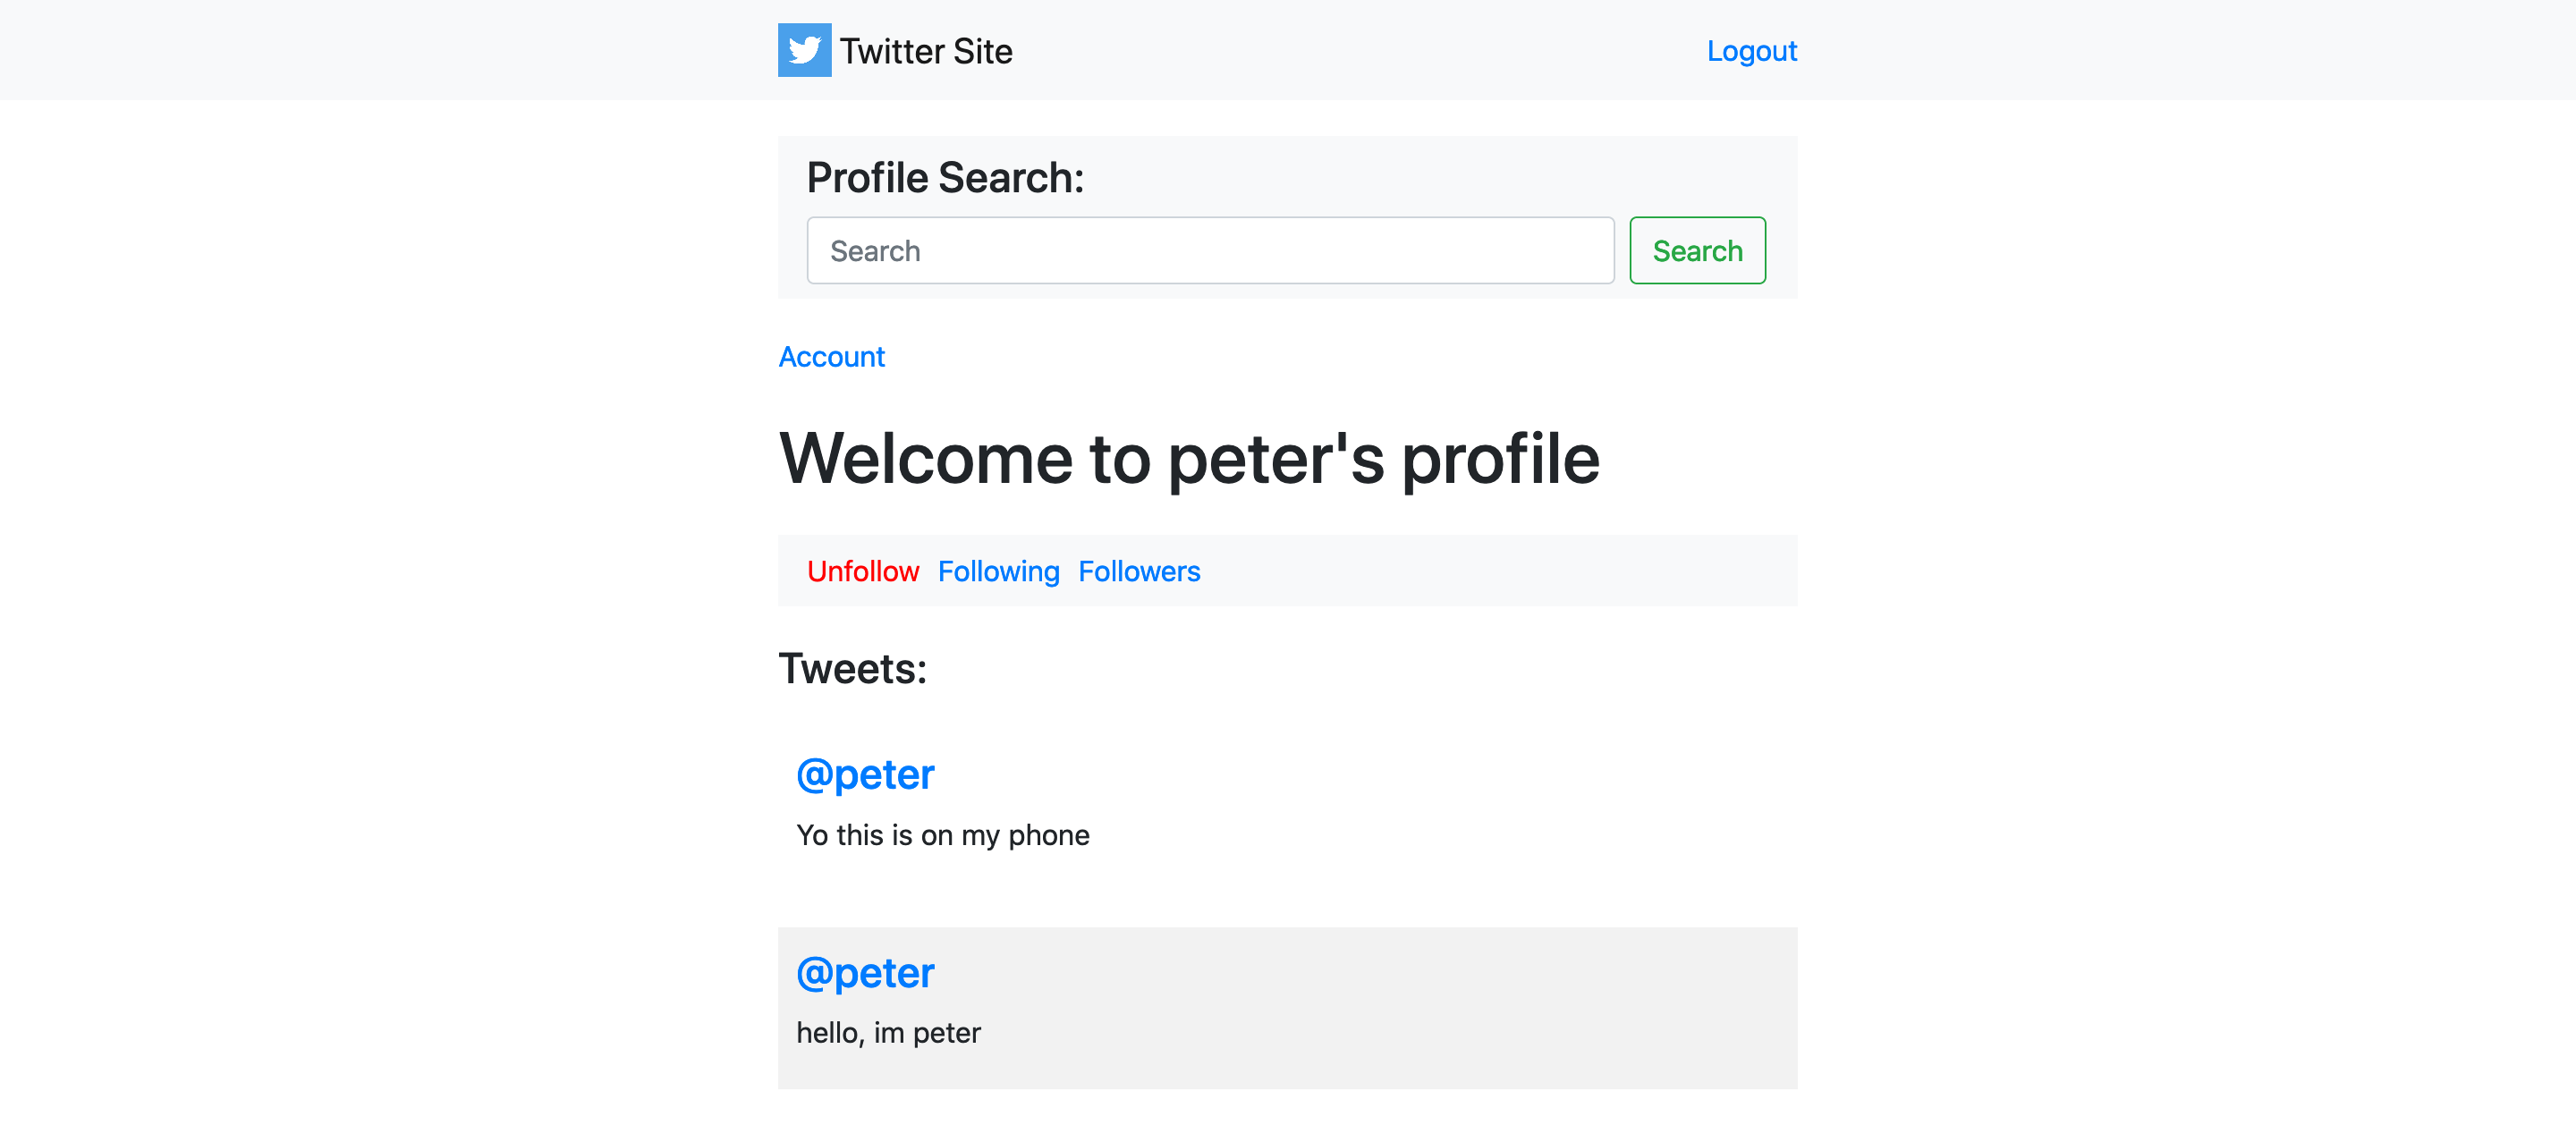 Twitter Site
Logout
Profile Search:
Search
Search
Account
Welcome to peter's profile
Unfollow Following Followers
Tweets:
@peter
Yo this is on my phone
@peter
hello, im peter